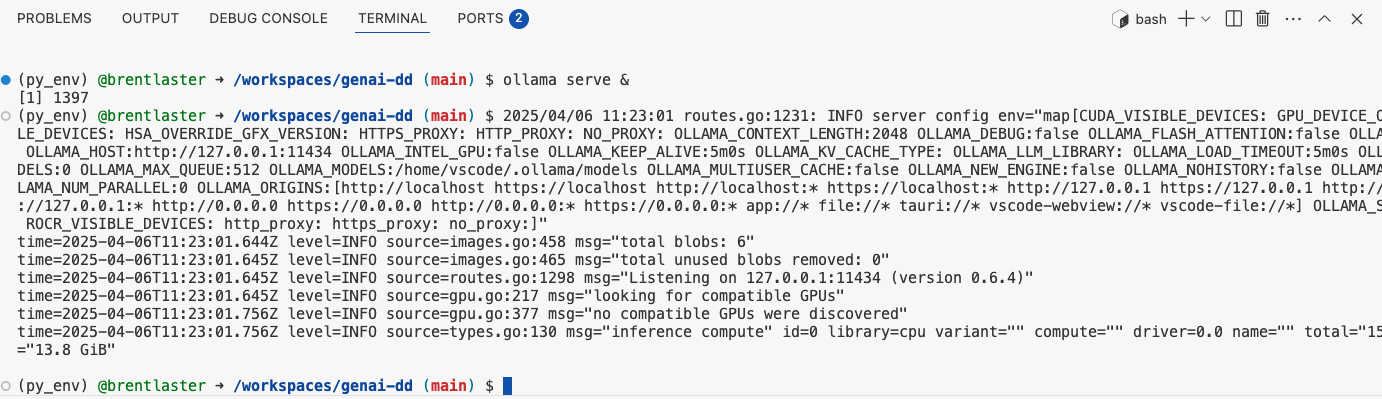 PROBLEMS OUTPUT DEBUG CONSOLE TERMINAL PORTS 2 bash
(py_env) @brentlaster ➜ /workspaces/genai-dd (main) $ ollama serve &
[1] 1397
(py_env) @brentlaster ➜ /workspaces/genai-dd (main) $ 2025/04/06 11:23:01 routes.go:1231: INFO server config env="map[CUDA_VISIBLE_DEVICES: GPU_DEVICE_O
LE_DEVICES: HSA_OVERRIDE_GFX_VERSION: HTTPS_PROXY: HTTP_PROXY: NO_PROXY: OLLAMA_CONTEXT_LENGTH:2048 OLLAMA_DEBUG:false OLLAMA_FLASH_ATTENTION:false OLLA
OLLAMA_HOST:http://127.0.0.1:11434 OLLAMA_INTEL_GPU:false OLLAMA_KEEP_ALIVE:5m0s OLLAMA_KV_CACHE_TYPE: OLLAMA_LLM_LIBRARY: OLLAMA_LOAD_TIMEOUT:5m0s OLL
DELS:0 OLLAMA_MAX_QUEUE:512 OLLAMA_MODELS:/home/vscode/.ollama/models OLLAMA_MULTIUSER_CACHE:false OLLAMA_NEW_ENGINE:false OLLAMA_NOHISTORY:false OLLAMA
LAMA_NUM_PARALLEL:0 OLLAMA_ORIGINS:[http://localhost https://localhost http://localhost:* https://localhost:* http://127.0.0.1 https://127.0.0.1 http:/
://127.0.0.1:* http://0.0.0.0 https://0.0.0.0 http://0.0.0.0:* https://0.0.0.0:* app://* file://* tauri://* vscode-webview://* vscode-file://*] OLLAMA_S
ROCR_VISIBLE_DEVICES: http_proxy: https_proxy: no_proxy:]"
time=2025-04-06T11:23:01.644Z level=INFO source=images.go:458 msg="total blobs: 6"
time=2025-04-06T11:23:01.645Z level=INFO source=images.go:465 msg="total unused blobs removed: 0"
time=2025-04-06T11:23:01.645Z level=INFO source=routes.go:1298 msg="Listening on 127.0.0.1:11434 (version 0.6.4)"
time=2025-04-06T11:23:01.645Z level=INFO source=gpu.go:217 msg="looking for compatible GPUs"
time=2025-04-06T11:23:01.756Z level=INFO source=gpu.go:377 msg="no compatible GPUs were discovered"
time=2025-04-06T11:23:01.756Z level=INFO source=types.go:130 msg="inference compute" id=0 library=cpu variant="" compute="" driver=0.0 name="" total="15
="13.8 GiB"
(py_env) @brentlaster ➜ /workspaces/genai-dd (main) $